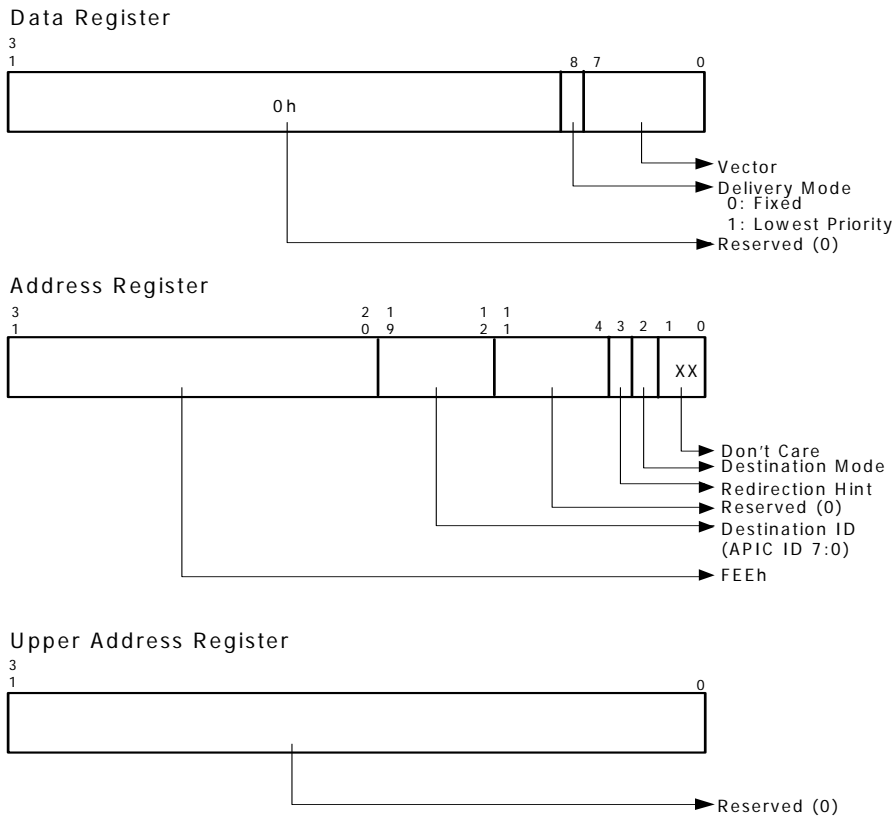 Data Register
3
1 8 7 0
0h
Vector
Delivery Mode
0: Fixed
1: Lowest Priority
Reserved (0)
Address Register
3 2 1 1 1
1 0 9 2 1 4 3 2 1 0
XX
Don't Care
Destination Mode
Redirection Hint
Reserved (0)
Destination ID
(APIC ID 7:0)
FEEh
Upper Address Register
3
1 0
Reserved (0)